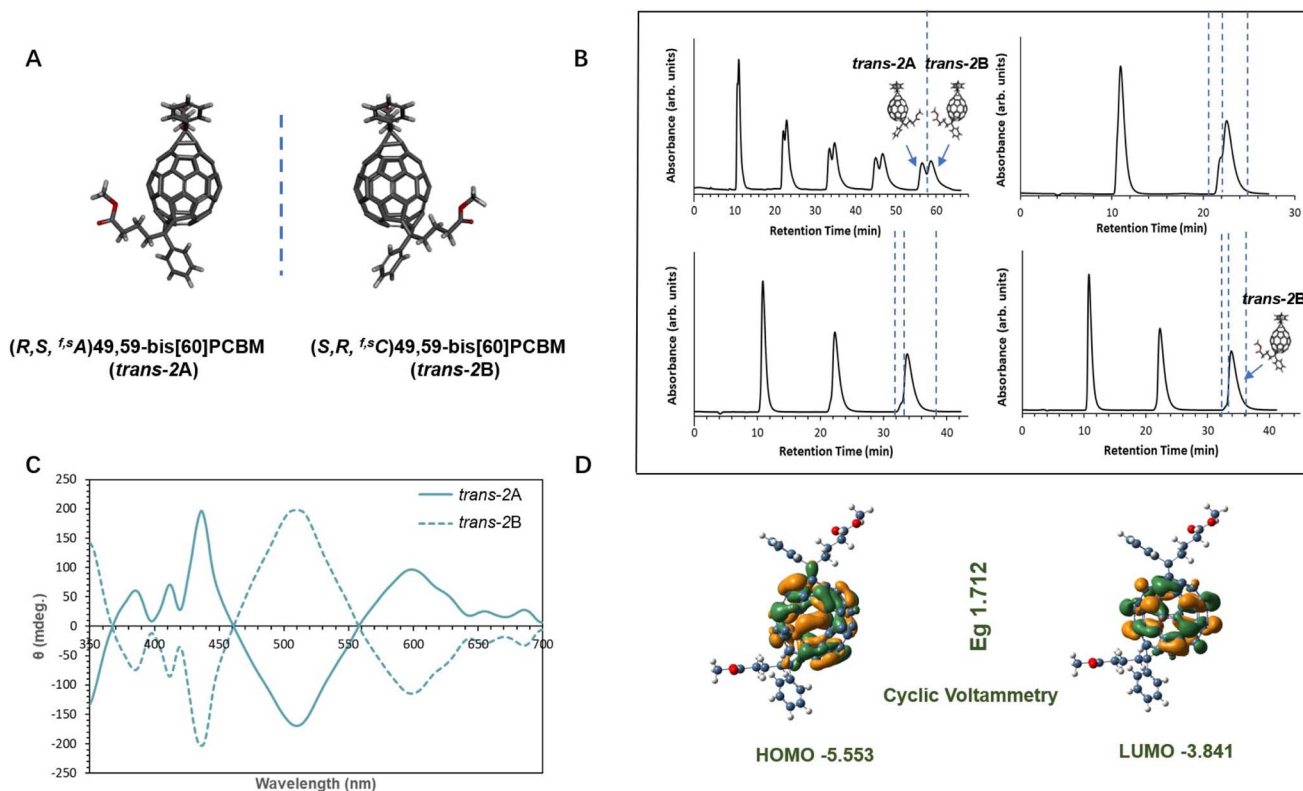 A
(R,S, f,sA)49,59-bis[60]PCBM
(trans-2A)
(S,R, f,sC)49,59-bis[60]PCBM
(trans-2B)
B
Absorbance (arb. units)
trans-2A
trans-2B
0 10 20 30 40 50 60
Retention Time (min)
Absorbance (arb. units)
0 10 20 30
Retention Time (min)
Absorbance (arb. units)
0 10 20 30 40
Retention Time (min)
Absorbance (arb. units)
trans-2B
0 10 20 30 40
Retention Time (min)
C
θ (mdeg.)
250
200
150
100
50
0
-50
-100
-150
-200
-250
trans-2A
trans-2B
350 400 450 500 550 600 650 700
Wavelength (nm)
D
Eg 1.712
Cyclic Voltammetry
HOMO -5.553
LUMO -3.841